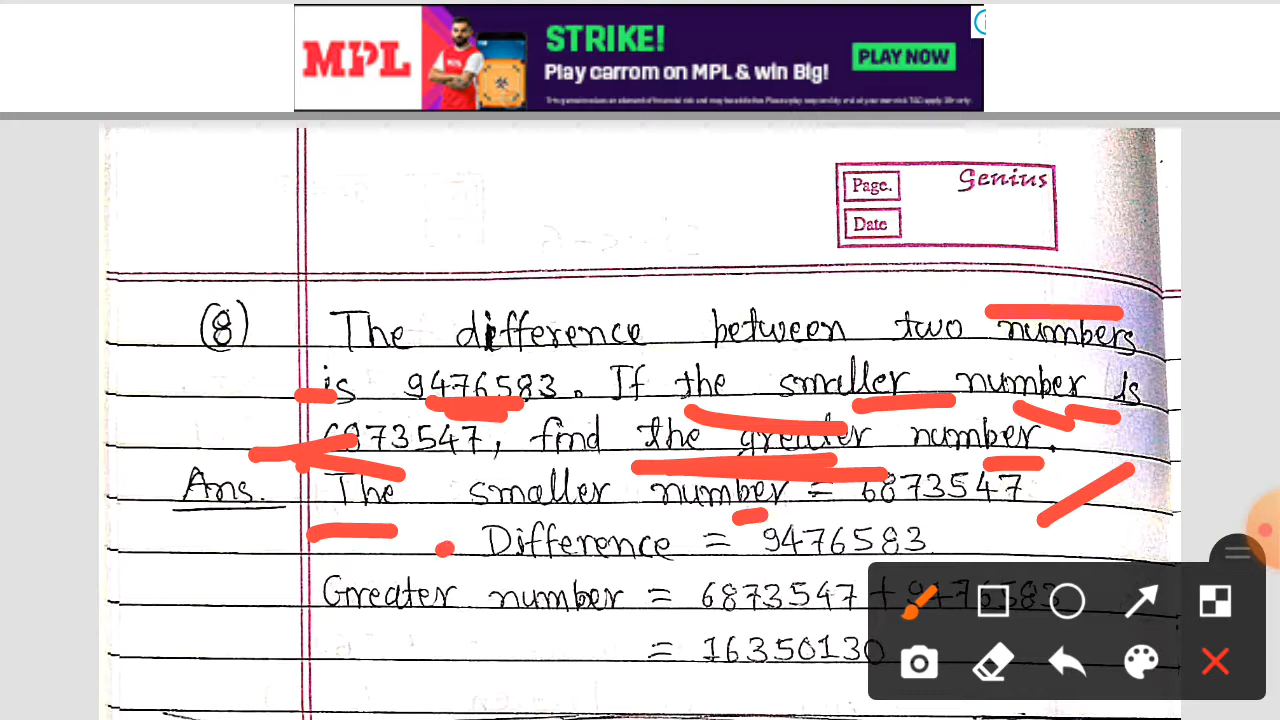 MPL
STRIKE!
Play carrom on MPL & win Big!
PLAY NOW
Page. Genius
Date
(8) The difference between two numbers
is 9476583. If the smaller number is
6873547, find the greater number.
Ans. The smaller number = 6873547
Difference = 9476583
Greater number = 6873547 + 9476583
= 16350130